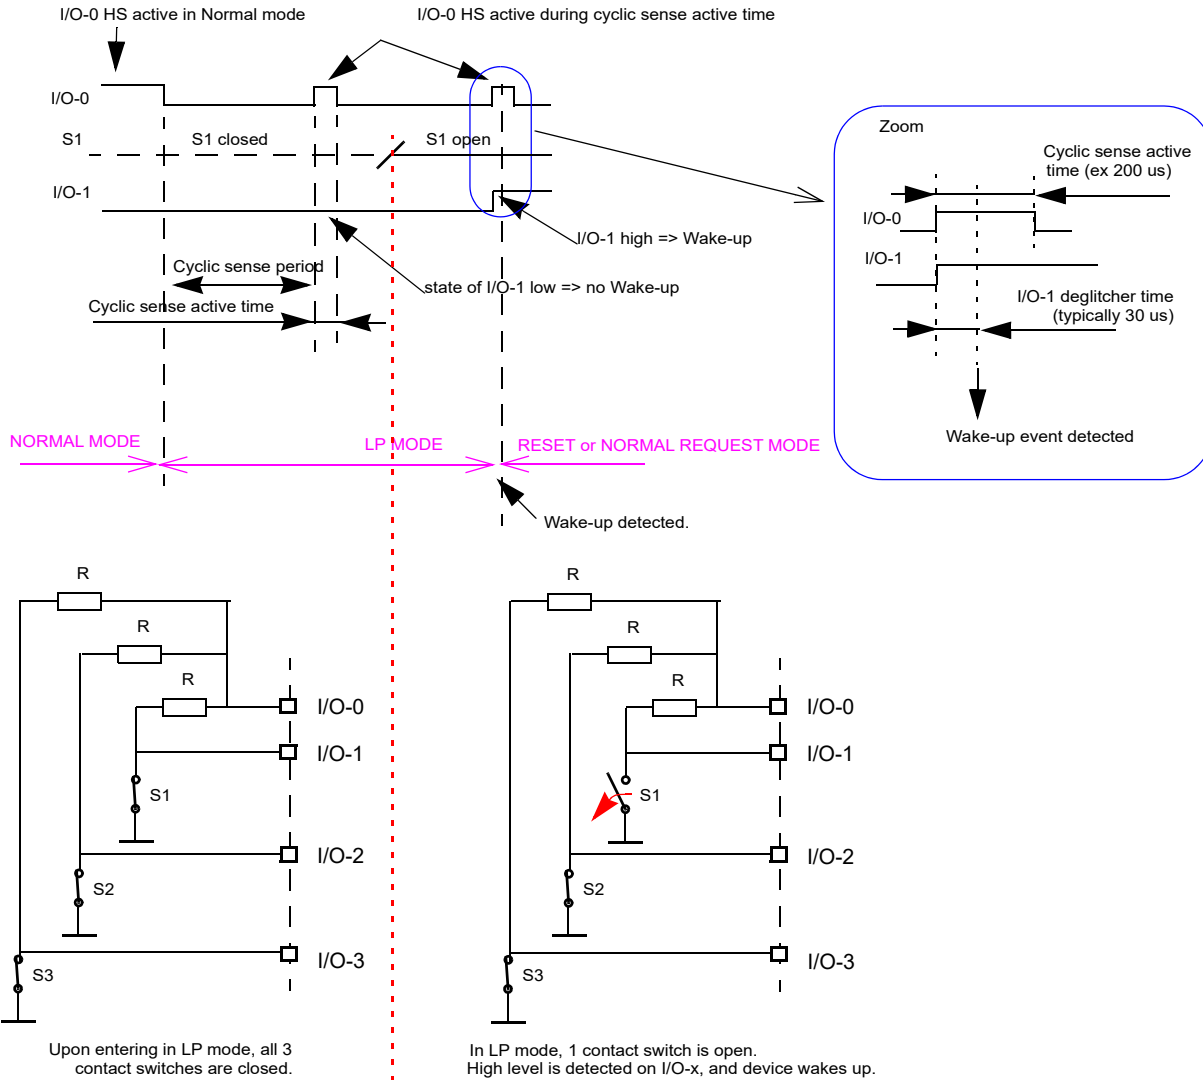 I/O-0 HS active in Normal mode
I/O-0 HS active during cyclic sense active time
I/O-0
S1
S1 closed
S1 open
I/O-1
I/O-1 high => Wake-up
Cyclic sense period
state of I/O-1 low => no Wake-up
Cyclic sense active time
Zoom
Cyclic sense active
time (ex 200 us)
I/O-0
I/O-1
I/O-1 deglitcher time
(typically 30 us)
Wake-up event detected
NORMAL MODE
LP MODE
RESET or NORMAL REQUEST MODE
Wake-up detected.
R
R
R
I/O-0
I/O-1
S1
I/O-2
S2
I/O-3
S3
Upon entering in LP mode, all 3
contact switches are closed.
R
R
R
I/O-0
I/O-1
S1
I/O-2
S2
I/O-3
S3
In LP mode, 1 contact switch is open.
High level is detected on I/O-x, and device wakes up.